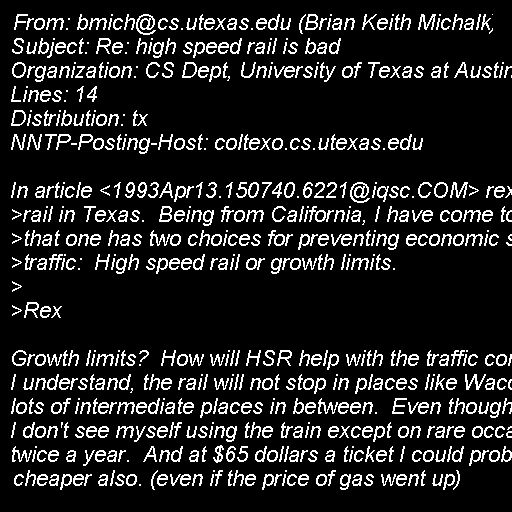 From: bmich@cs.utexas.edu (Brian Keith Michalk)
Subject: Re: high speed rail is bad
Organization: CS Dept, University of Texas at Austin
Lines: 14
Distribution: tx
NNTP-Posting-Host: coltexo.cs.utexas.edu

In article <1993Apr13.150740.6221@iqsc.COM> rex
>rail in Texas.  Being from California, I have come to
>that one has two choices for preventing economic s
>traffic:  High speed rail or growth limits.
>
>Rex

Growth limits?  How will HSR help with the traffic con
I understand, the rail will not stop in places like Waco
lots of intermediate places in between.  Even though
I don't see myself using the train except on rare occa
twice a year.  And at $65 dollars a ticket I could prob
cheaper also. (even if the price of gas went up)